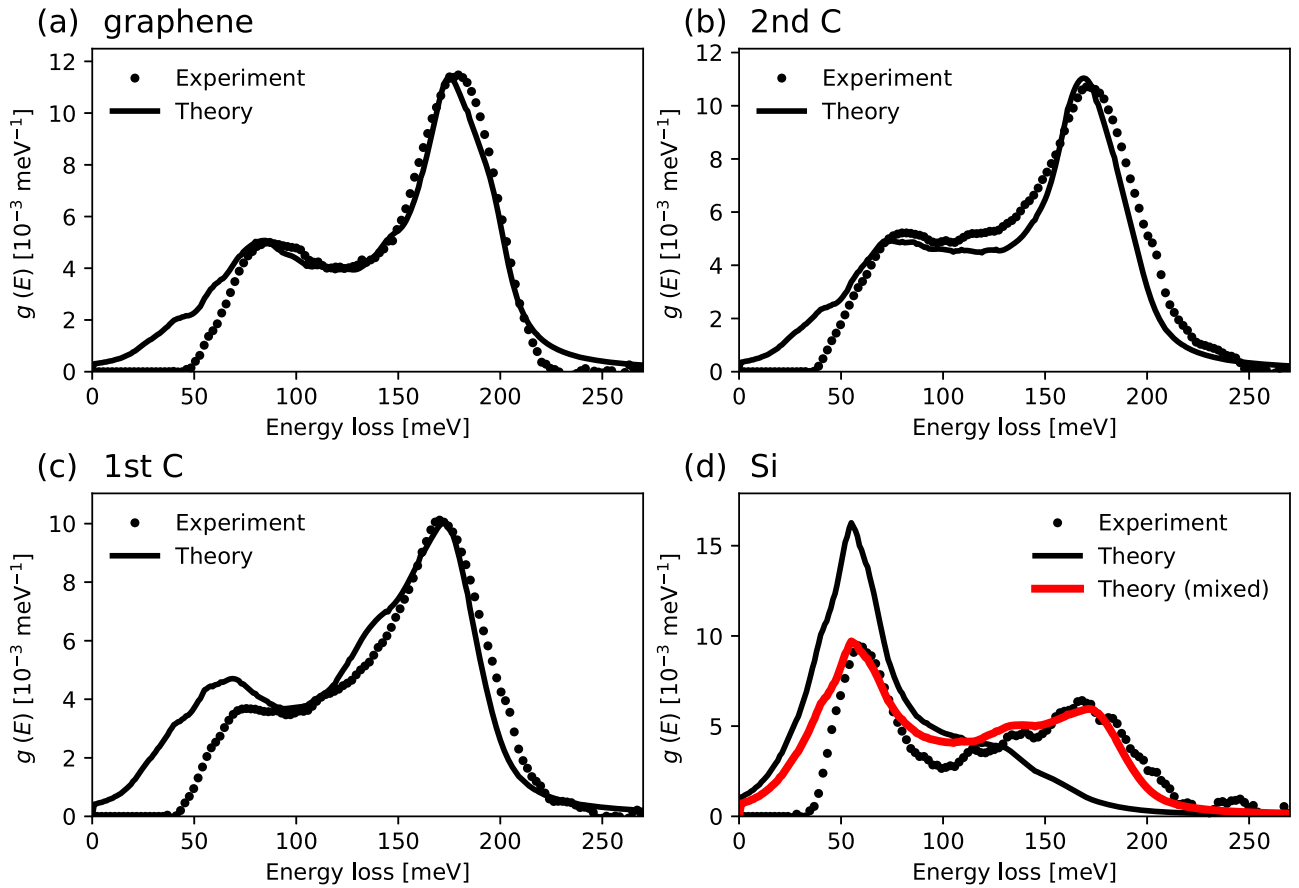 (a) graphene
g (E) [10⁻³ meV⁻¹]
12
10
8
6
4
2
0
Experiment
Theory
0 50 100 150 200 250
Energy loss [meV]
(b) 2nd C
g (E) [10⁻³ meV⁻¹]
12
10
8
6
4
2
0
Experiment
Theory
0 50 100 150 200 250
Energy loss [meV]
(c) 1st C
g (E) [10⁻³ meV⁻¹]
10
8
6
4
2
0
Experiment
Theory
0 50 100 150 200 250
Energy loss [meV]
(d) Si
g (E) [10⁻³ meV⁻¹]
15
10
5
0
Experiment
Theory
Theory (mixed)
0 50 100 150 200 250
Energy loss [meV]